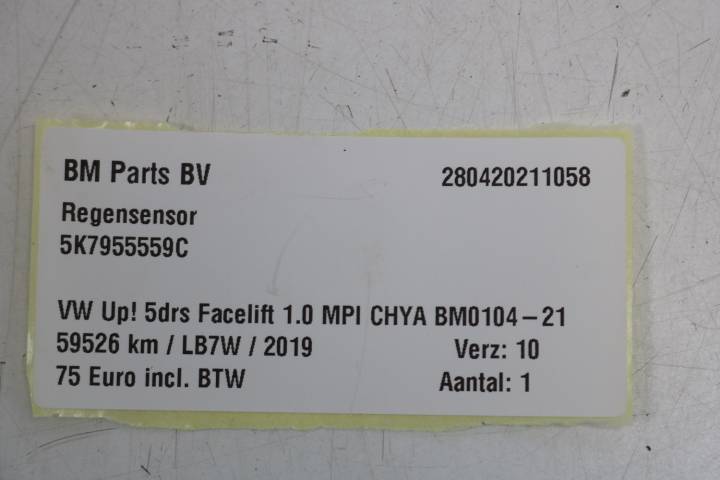 BM Parts BV 280420211058
Regensensor
5K7955559C
VW Up! 5drs Facelift 1.0 MPI CHYA BM0104-21
59526 km / LB7W / 2019 Verz: 10
75 Euro incl. BTW Aantal: 1